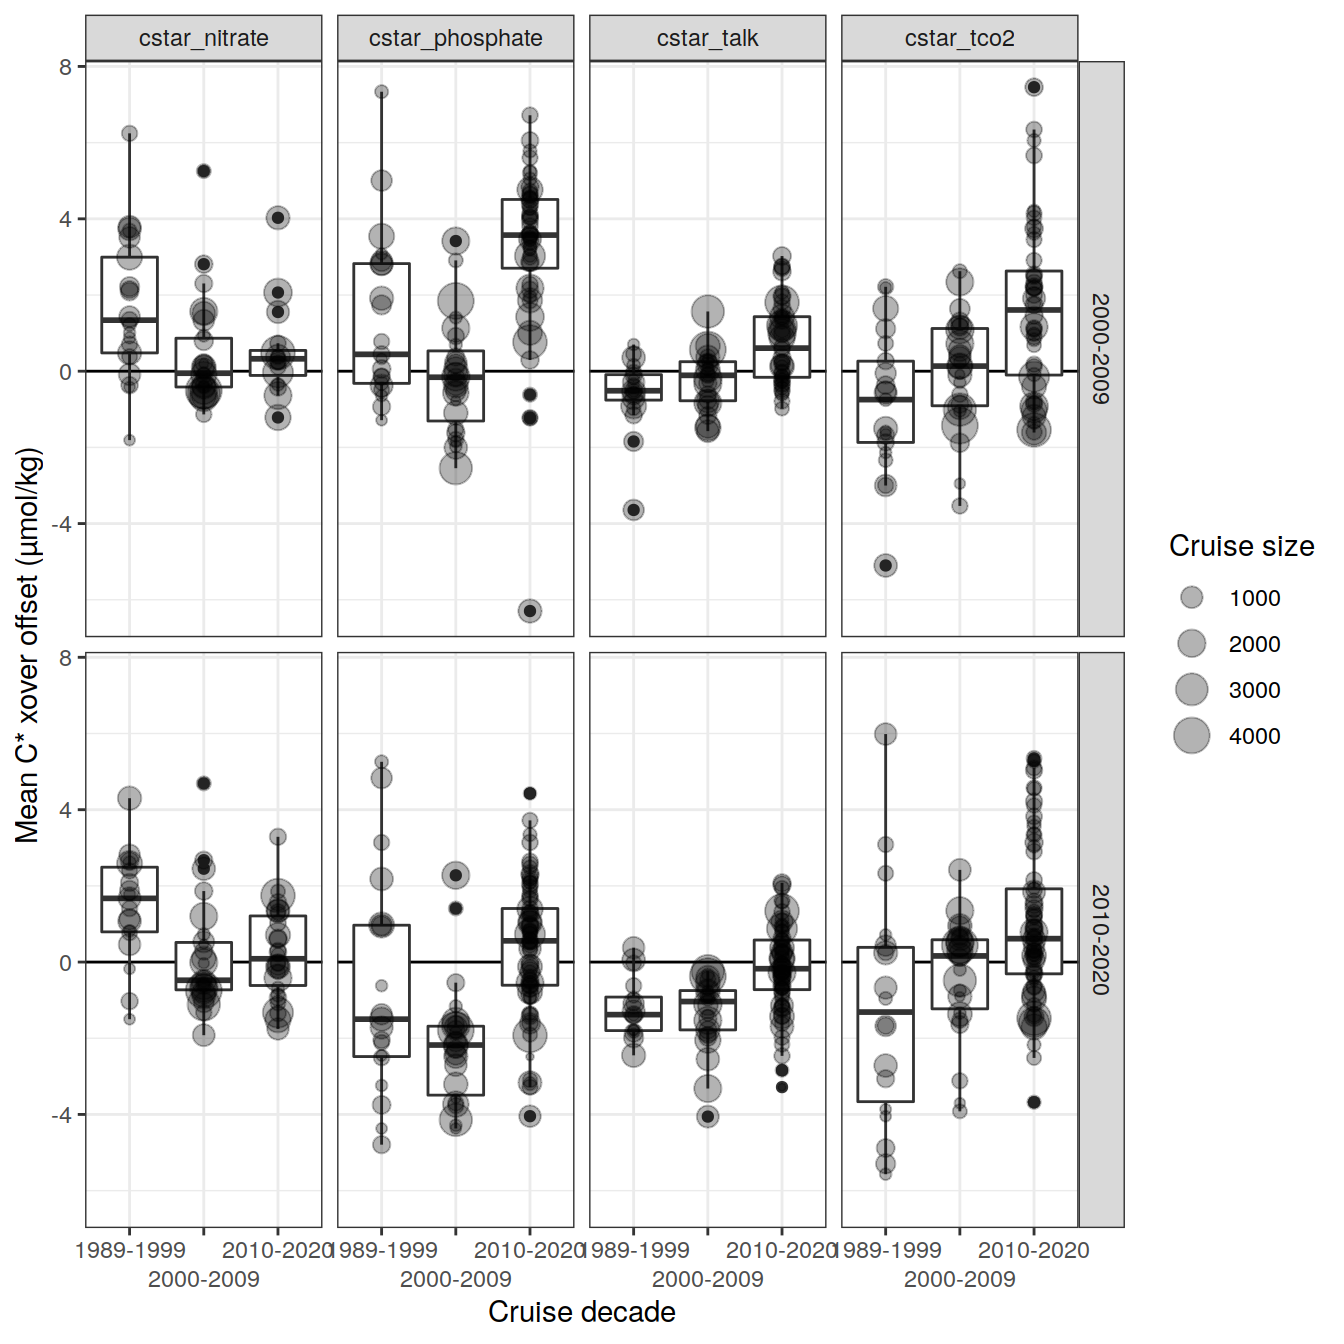 cstar_nitrate cstar_phosphate cstar_talk cstar_tco2
8
4
0
-4
2000-2009
8
4
0
-4
2010-2020
Mean C* xover offset (µmol/kg)
1989-1999 2010-2020 1989-1999 2010-2020 1989-1999 2010-2020 1989-1999 2010-2020
2000-2009 2000-2009 2000-2009 2000-2009
Cruise decade
Cruise size
1000
2000
3000
4000